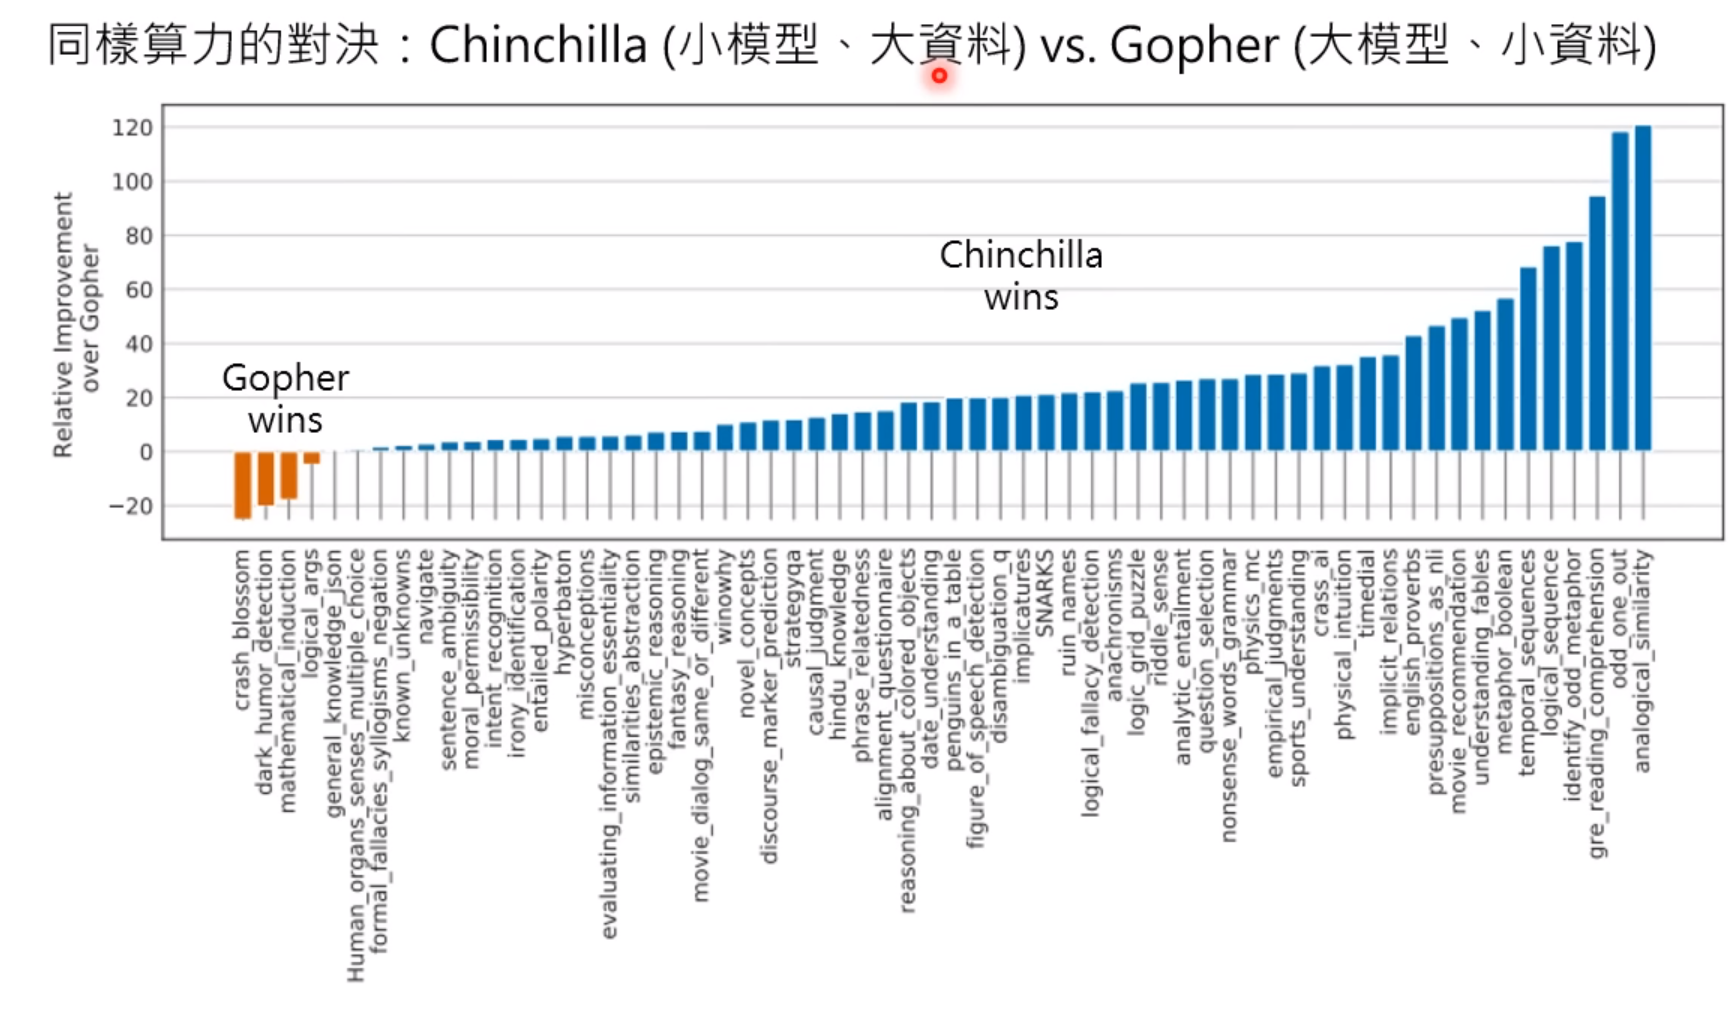 同樣算力的對決：Chinchilla (小模型、大資料) vs. Gopher (大模型、小資料)
Relative Improvement
over Gopher
120
100
80
60
40
20
0
−20
Gopher
wins
Chinchilla
wins
crash_blossom
dark_humor_detection
mathematical_induction
logical_args
general_knowledge_json
Human_organs_senses_multiple_choice
formal_fallacies_syllogisms_negation
known_unknowns
navigate
sentence_ambiguity
moral_permissibility
intent_recognition
irony_identification
entailed_polarity
hyperbaton
misconceptions
evaluating_information_essentiality
similarities_abstraction
epistemic_reasoning
fantasy_reasoning
movie_dialog_same_or_different
winowhy
novel_concepts
discourse_marker_prediction
strategyqa
causal_judgment
hindu_knowledge
phrase_relatedness
alignment_questionnaire
reasoning_about_colored_objects
date_understanding
penguins_in_a_table
figure_of_speech_detection
disambiguation_q
implicatures
SNARKS
ruin_names
logical_fallacy_detection
anachronisms
logic_grid_puzzle
riddle_sense
analytic_entailment
question_selection
nonsense_words_grammar
physics_mc
empirical_judgments
sports_understanding
crass_ai
physical_intuition
timedial
implicit_relations
english_proverbs
presuppositions_as_nli
movie_recommendation
understanding_fables
metaphor_boolean
temporal_sequences
logical_sequence
identify_odd_metaphor
gre_reading_comprehension
odd_one_out
analogical_similarity